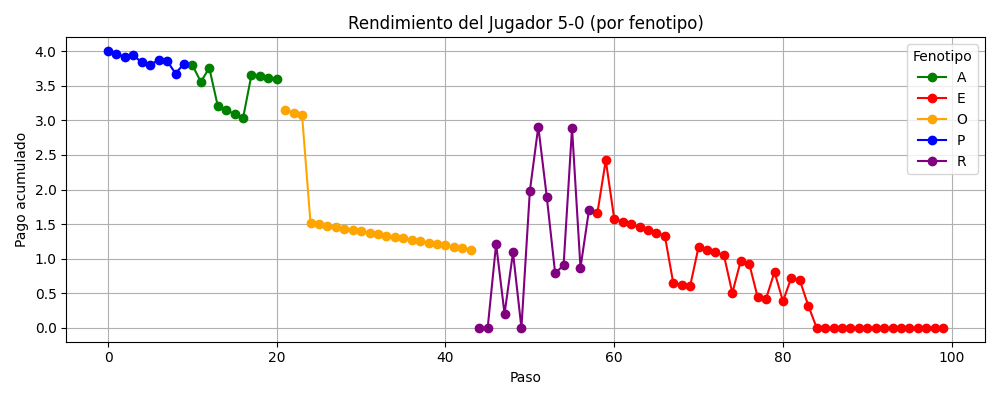 Rendimiento del Jugador 5-0 (por fenotipo)
Pago acumulado
4.0
3.5
3.0
2.5
2.0
1.5
1.0
0.5
0.0
0 20 40 60 80 100
Paso
Fenotipo
A
E
O
P
R